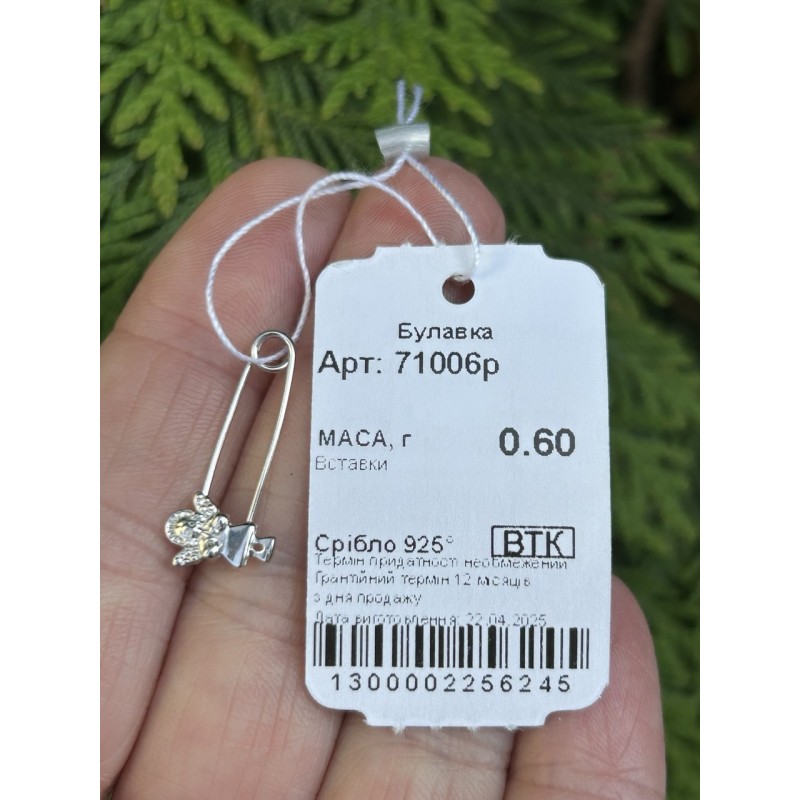 Булавка
Арт: 71006р
МАСА, г 0.60
Вставки
Срібло 925° ВТК
Термін придатності необмежений
Грантійний термін 12 місяців
з дня продажу
Дата виготовлення: 22.04.2025
1300002256245